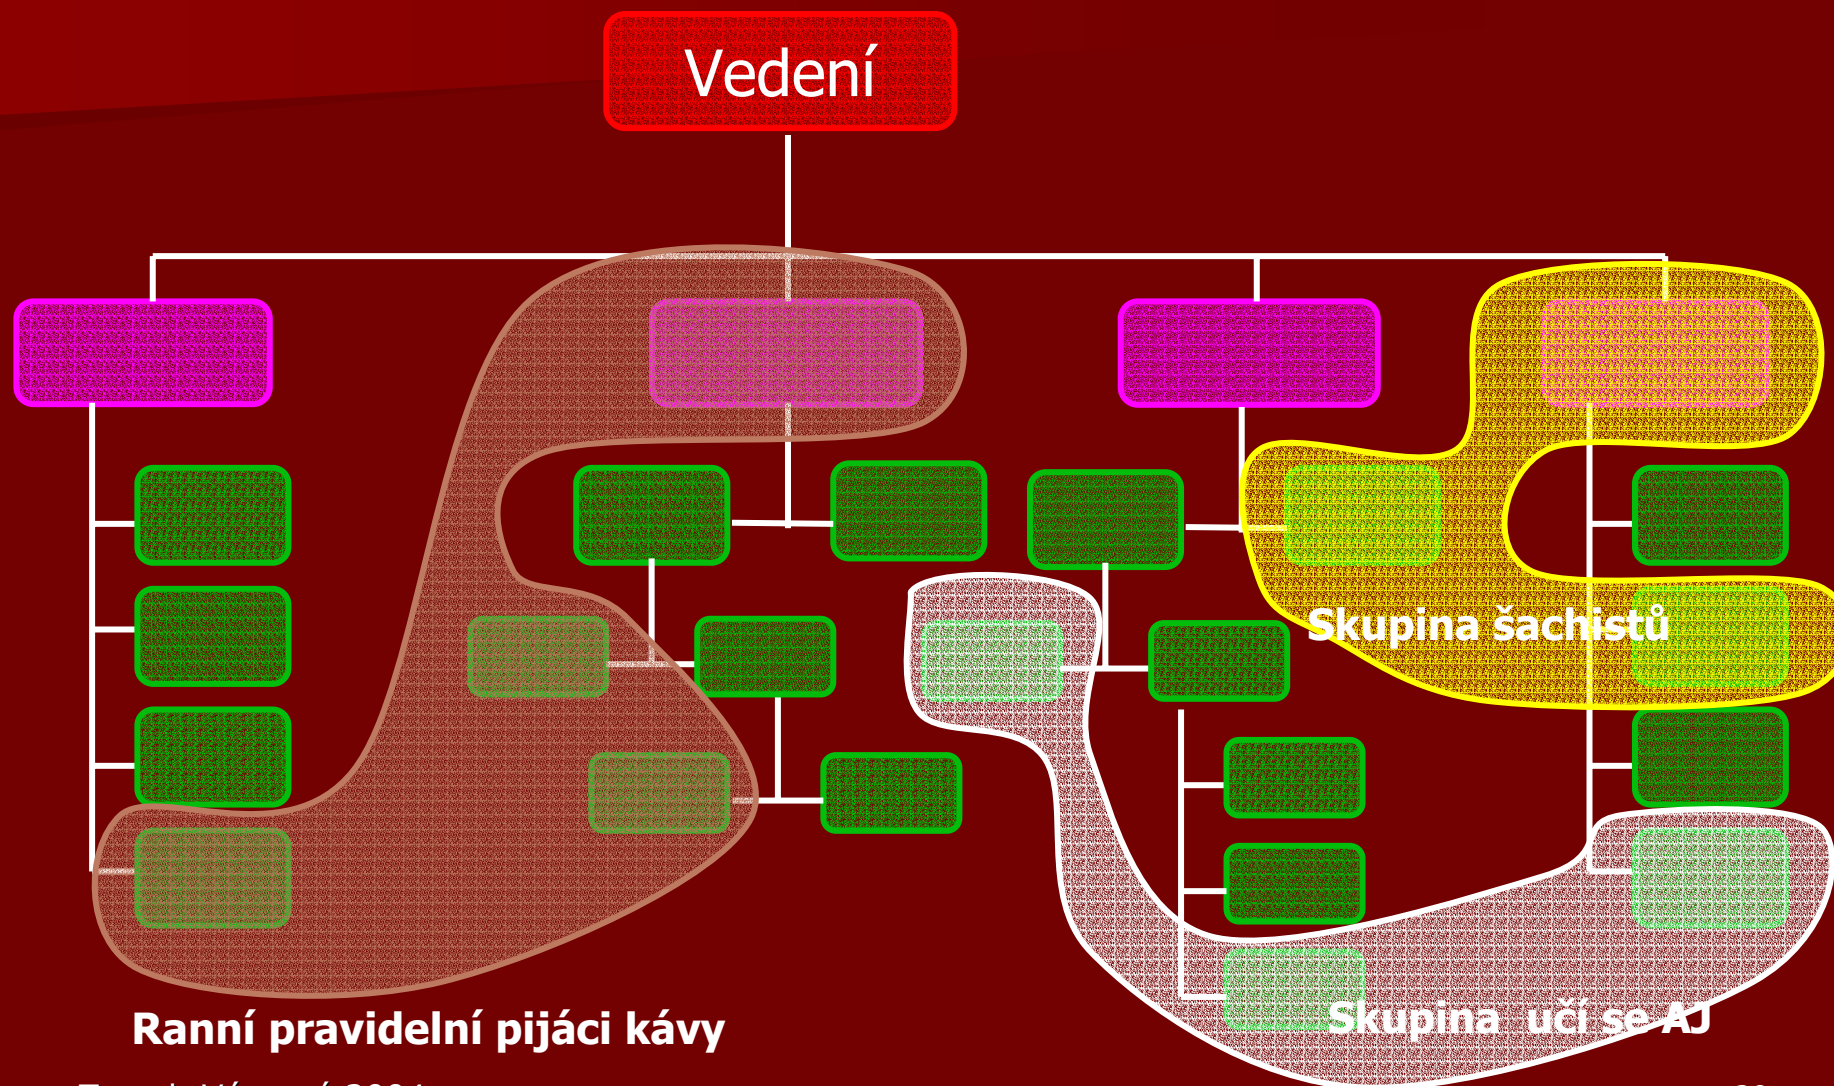 Vedení
Skupina šachistů
Skupina učí se AJ
Ranní pravidelní pijáci kávy